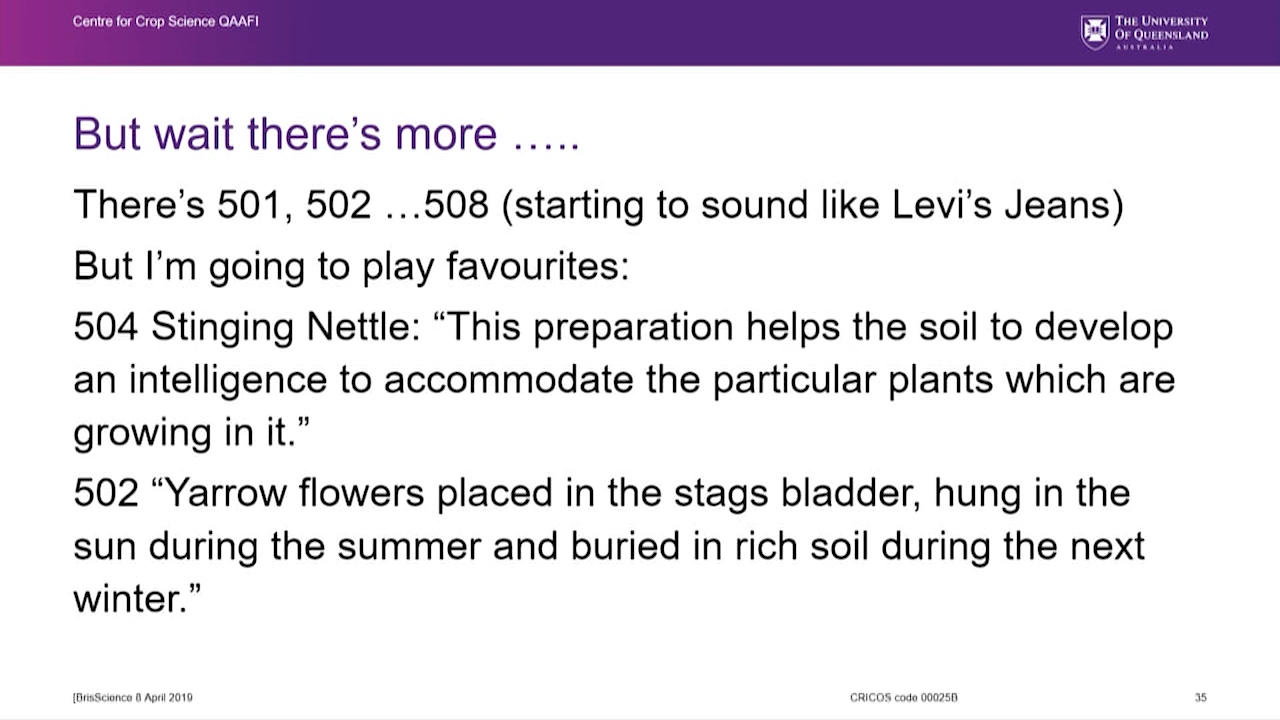 Centre for Crop Science QAAFI
THE UNIVERSITY
OF QUEENSLAND
AUSTRALIA
But wait there’s more …..
There’s 501, 502 …508 (starting to sound like Levi’s Jeans)
But I’m going to play favourites:
504 Stinging Nettle: “This preparation helps the soil to develop
an intelligence to accommodate the particular plants which are
growing in it.”
502 “Yarrow flowers placed in the stags bladder, hung in the
sun during the summer and buried in rich soil during the next
winter.”
[BrisScience 8 April 2019
CRICOS code 00025B
35